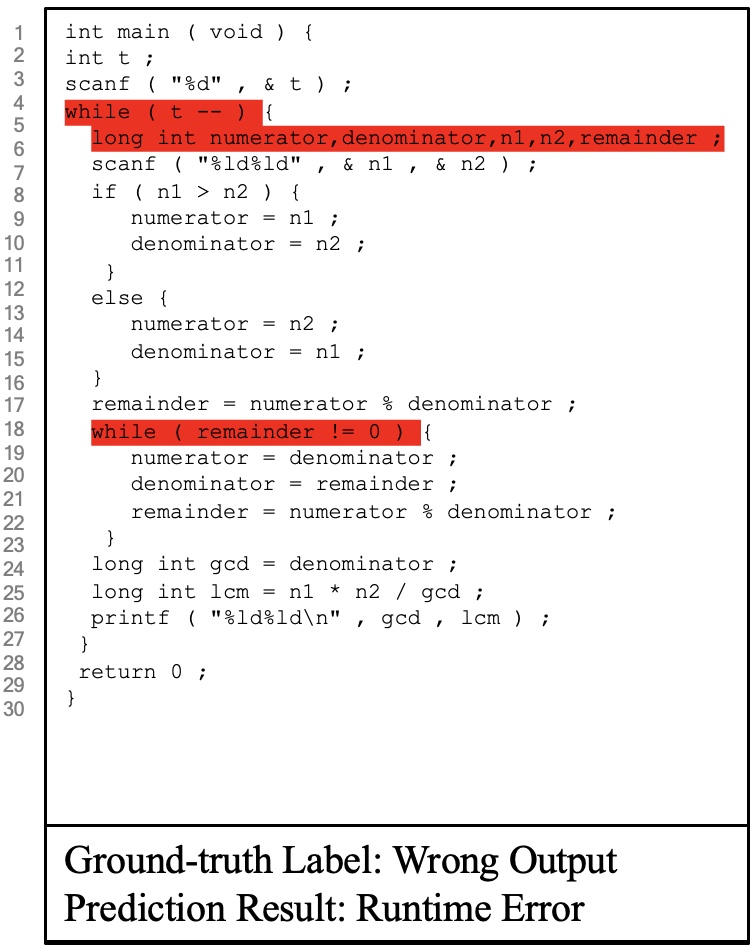 1 int main ( void ) {
2 int t ;
3 scanf ( "%d" , & t ) ;
4 while ( t -- ) {
5 long int numerator,denominator,n1,n2,remainder ;
6 scanf ( "%ld%ld" , & n1 , & n2 ) ;
7 if ( n1 > n2 ) {
8 numerator = n1 ;
9 denominator = n2 ;
10 }
11 else {
12 numerator = n2 ;
13 denominator = n1 ;
14 }
15 remainder = numerator % denominator ;
16 while ( remainder != 0 ) {
17 numerator = denominator ;
18 denominator = remainder ;
19 remainder = numerator % denominator ;
20 }
21 long int gcd = denominator ;
22 long int lcm = n1 * n2 / gcd ;
23 printf ( "%ld%ld\n" , gcd , lcm ) ;
24 }
25 return 0 ;
26 }
27
28
29
30
Ground-truth Label: Wrong Output
Prediction Result: Runtime Error